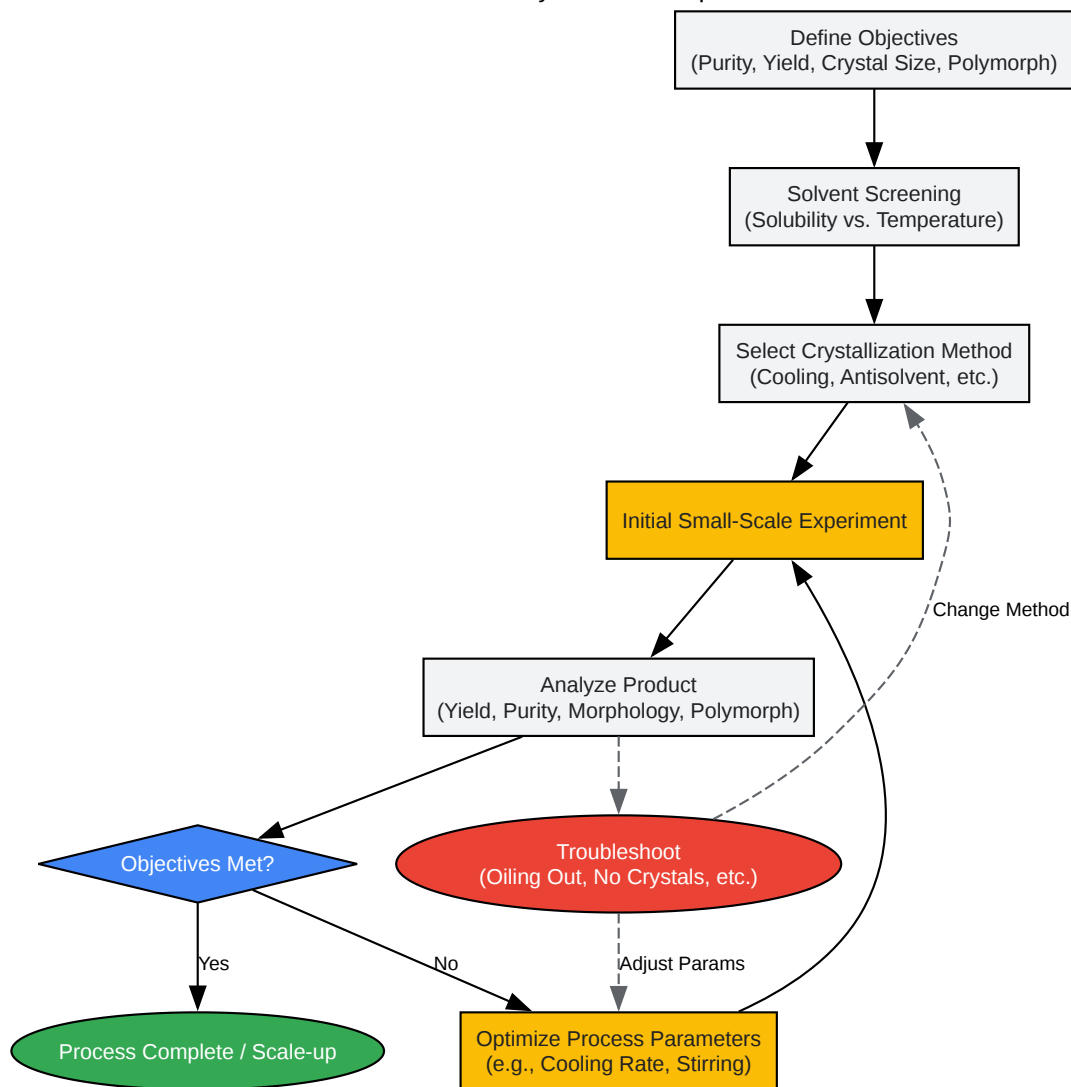 Define Objectives
(Purity, Yield, Crystal Size, Polymorph)
Solvent Screening
(Solubility vs. Temperature)
Select Crystallization Method
(Cooling, Antisolvent, etc.)
Initial Small-Scale Experiment
Change Method
Analyze Product
(Yield, Purity, Morphology, Polymorph)
Objectives Met?
Troubleshoot
(Oiling Out, No Crystals, etc.)
Yes
No
Adjust Params
Process Complete / Scale-up
Optimize Process Parameters
(e.g., Cooling Rate, Stirring)